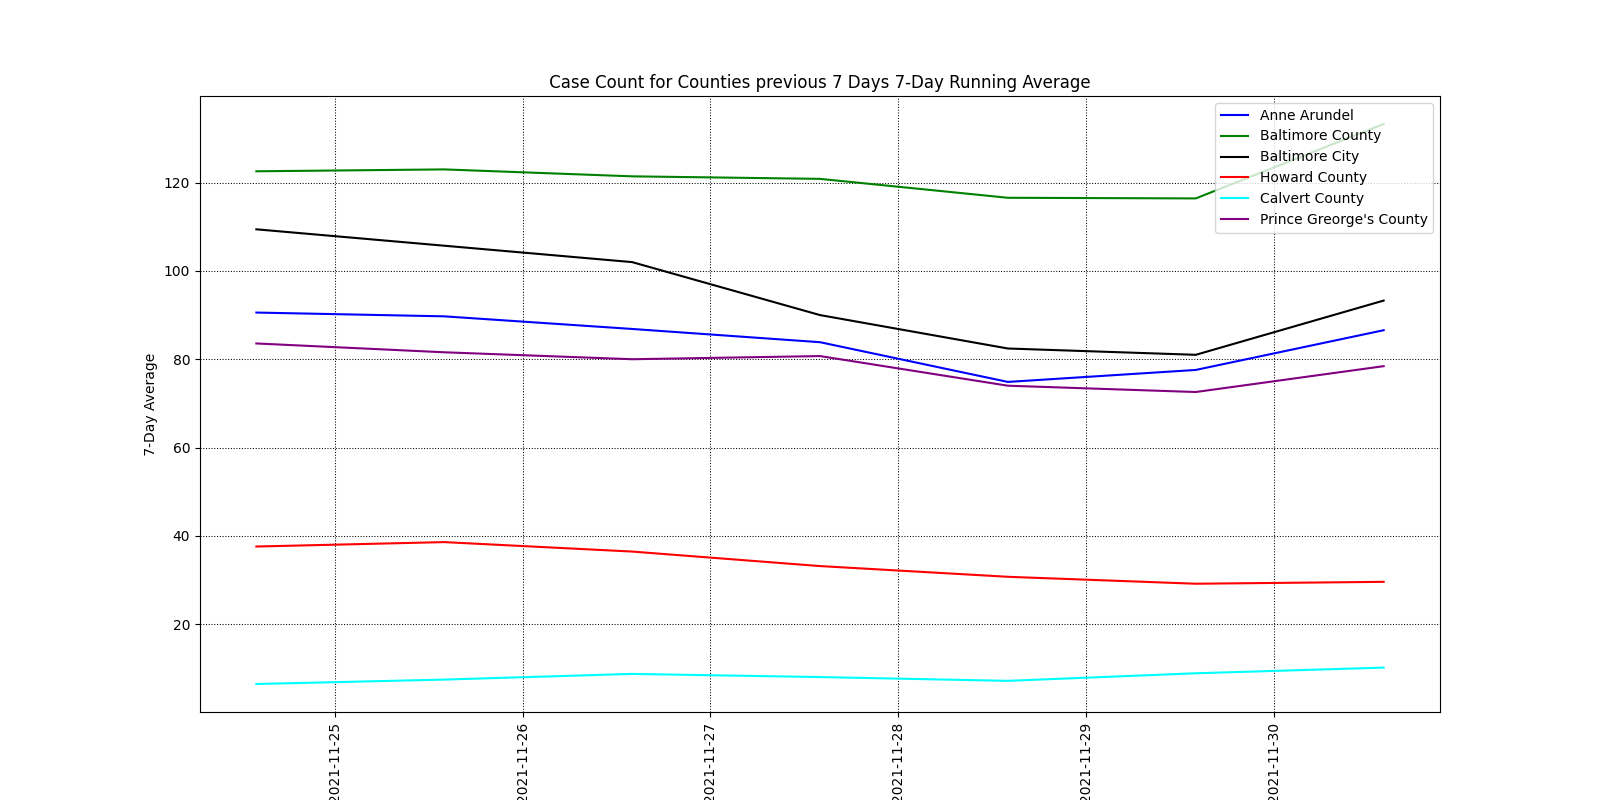 Case Count for Counties previous 7 Days 7-Day Running Average
Anne Arundel
Baltimore County
Baltimore City
Howard County
Calvert County
Prince Greorge's County
7-Day Average
120
100
80
60
40
20
2021-11-25
2021-11-26
2021-11-27
2021-11-28
2021-11-29
2021-11-30